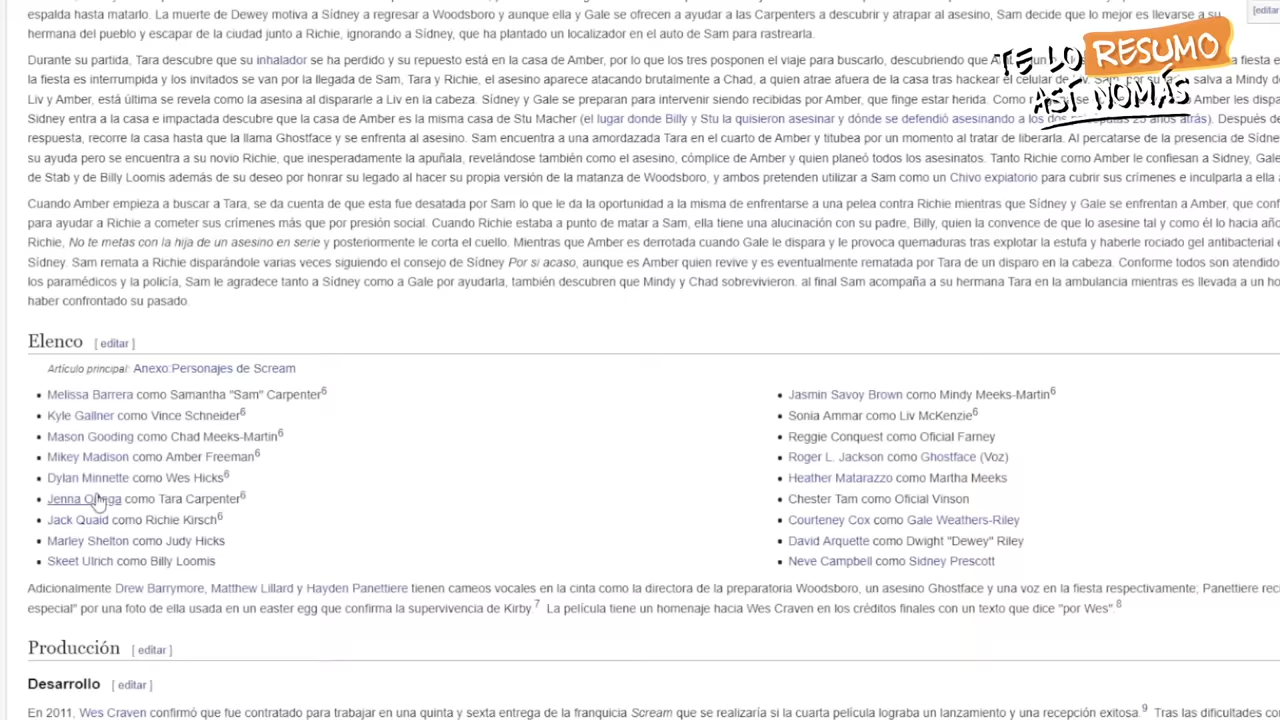 espalda hasta matarlo. La muerte de Dewey motiva a Sídney a regresar a Woodsboro y aunque ella y Gale se ofrecen a ayudar a las Carpenters a descubrir y atrapar al asesino, Sam decide que lo mejor es llevarse a su
[editar
hermana del pueblo y escapar de la ciudad junto a Richie, ignorando a Sídney, que ha plantado un localizador en el auto de Sam para rastrearla.
TE LO RESUMO
ASÍ NOMÁS
Durante su partida, Tara descubre que su inhalador se ha perdido y su repuesto está en la casa de Amber, por lo que los tres posponen el viaje para buscarlo, descubriendo que
la fiesta es interrumpida y los invitados se van por la llegada de Sam, Tara y Richie, el asesino aparece atacando brutalmente a Chad, a quien atrae afuera de la casa tras hackear el celular de Liv. Sam, por su salva a Mindy de
Liv y Amber, está última se revela como la asesina al dispararle a Liv en la cabeza. Sídney y Gale se preparan para intervenir siendo recibidas por Amber, que finge estar herida. Como Amber les dispa
Sidney entra a la casa e impactada descubre que la casa de Amber es la misma casa de Stu Macher (el lugar donde Billy y Stu la quisieron asesinar y dónde se defendió asesinando a los dos 25 años atrás). Después de
respuesta, recorre la casa hasta que la llama Ghostface y se enfrenta al asesino. Sam encuentra a una amordazada Tara en el cuarto de Amber y titubea por un momento al tratar de liberarla. Al percatarse de la presencia de Sídne
su ayuda pero se encuentra a su novio Richie, que inesperadamente la apuñala, revelándose también como el asesino, cómplice de Amber y quien planeó todos los asesinatos. Tanto Richie como Amber le confiesan a Sidney, Gale
de Stab y de Billy Loomis además de su deseo por honrar su legado al hacer su propia versión de la matanza de Woodsboro, y ambos pretenden utilizar a Sam como un Chivo expiatorio para cubrir sus crímenes e inculparla a ella
Cuando Amber empieza a buscar a Tara, se da cuenta de que esta fue desatada por Sam lo que le da la oportunidad a la misma de enfrentarse a una pelea contra Richie mientras que Sídney y Gale se enfrentan a Amber, que conf
para ayudar a Richie a cometer sus crímenes más que por presión social. Cuando Richie estaba a punto de matar a Sam, ella tiene una alucinación con su padre, Billy, quien la convence de que lo asesine tal y como él lo hacía año
Richie, No te metas con la hija de un asesino en serie y posteriormente le corta el cuello. Mientras que Amber es derrotada cuando Gale le dispara y le provoca quemaduras tras explotar la estufa y haberle rociado gel antibacterial
Sídney. Sam remata a Richie disparándole varias veces siguiendo el consejo de Sídney Por si acaso, aunque es Amber quien revive y es eventualmente rematada por Tara de un disparo en la cabeza. Conforme todos son atendido
los paramédicos y la policía, Sam le agradece tanto a Sídney como a Gale por ayudarla, también descubren que Mindy y Chad sobrevivieron. al final Sam acompaña a su hermana Tara en la ambulancia mientras es llevada a un ho
haber confrontado su pasado.
Elenco [ editar ]
Artículo principal: Anexo:Personajes de Scream
• Melissa Barrera como Samantha "Sam" Carpenter6
• Kyle Gallner como Vince Schneider6
• Mason Gooding como Chad Meeks-Martin6
• Mikey Madison como Amber Freeman6
• Dylan Minnette como Wes Hicks6
• Jenna Ortega como Tara Carpenter6
• Jack Quaid como Richie Kirsch6
• Marley Shelton como Judy Hicks
• Skeet Ulrich como Billy Loomis
• Jasmin Savoy Brown como Mindy Meeks-Martin6
• Sonia Ammar como Liv McKenzie6
• Reggie Conquest como Oficial Farney
• Roger L. Jackson como Ghostface (Voz)
• Heather Matarazzo como Martha Meeks
• Chester Tam como Oficial Vinson
• Courteney Cox como Gale Weathers-Riley
• David Arquette como Dwight "Dewey" Riley
• Neve Campbell como Sidney Prescott
Adicionalmente Drew Barrymore, Matthew Lillard y Hayden Panettiere tienen cameos vocales en la cinta como la directora de la preparatoria Woodsboro, un asesino Ghostface y una voz en la fiesta respectivamente; Panettiere rec
especial" por una foto de ella usada en un easter egg que confirma la supervivencia de Kirby.7 La película tiene un homenaje hacia Wes Craven en los créditos finales con un texto que dice "por Wes".8
Producción [ editar ]
Desarrollo [ editar ]
En 2011, Wes Craven confirmó que fue contratado para trabajar en una quinta y sexta entrega de la franquicia Scream que se realizaría si la cuarta película lograba un lanzamiento y una recepción exitosa.9 Tras las dificultades co